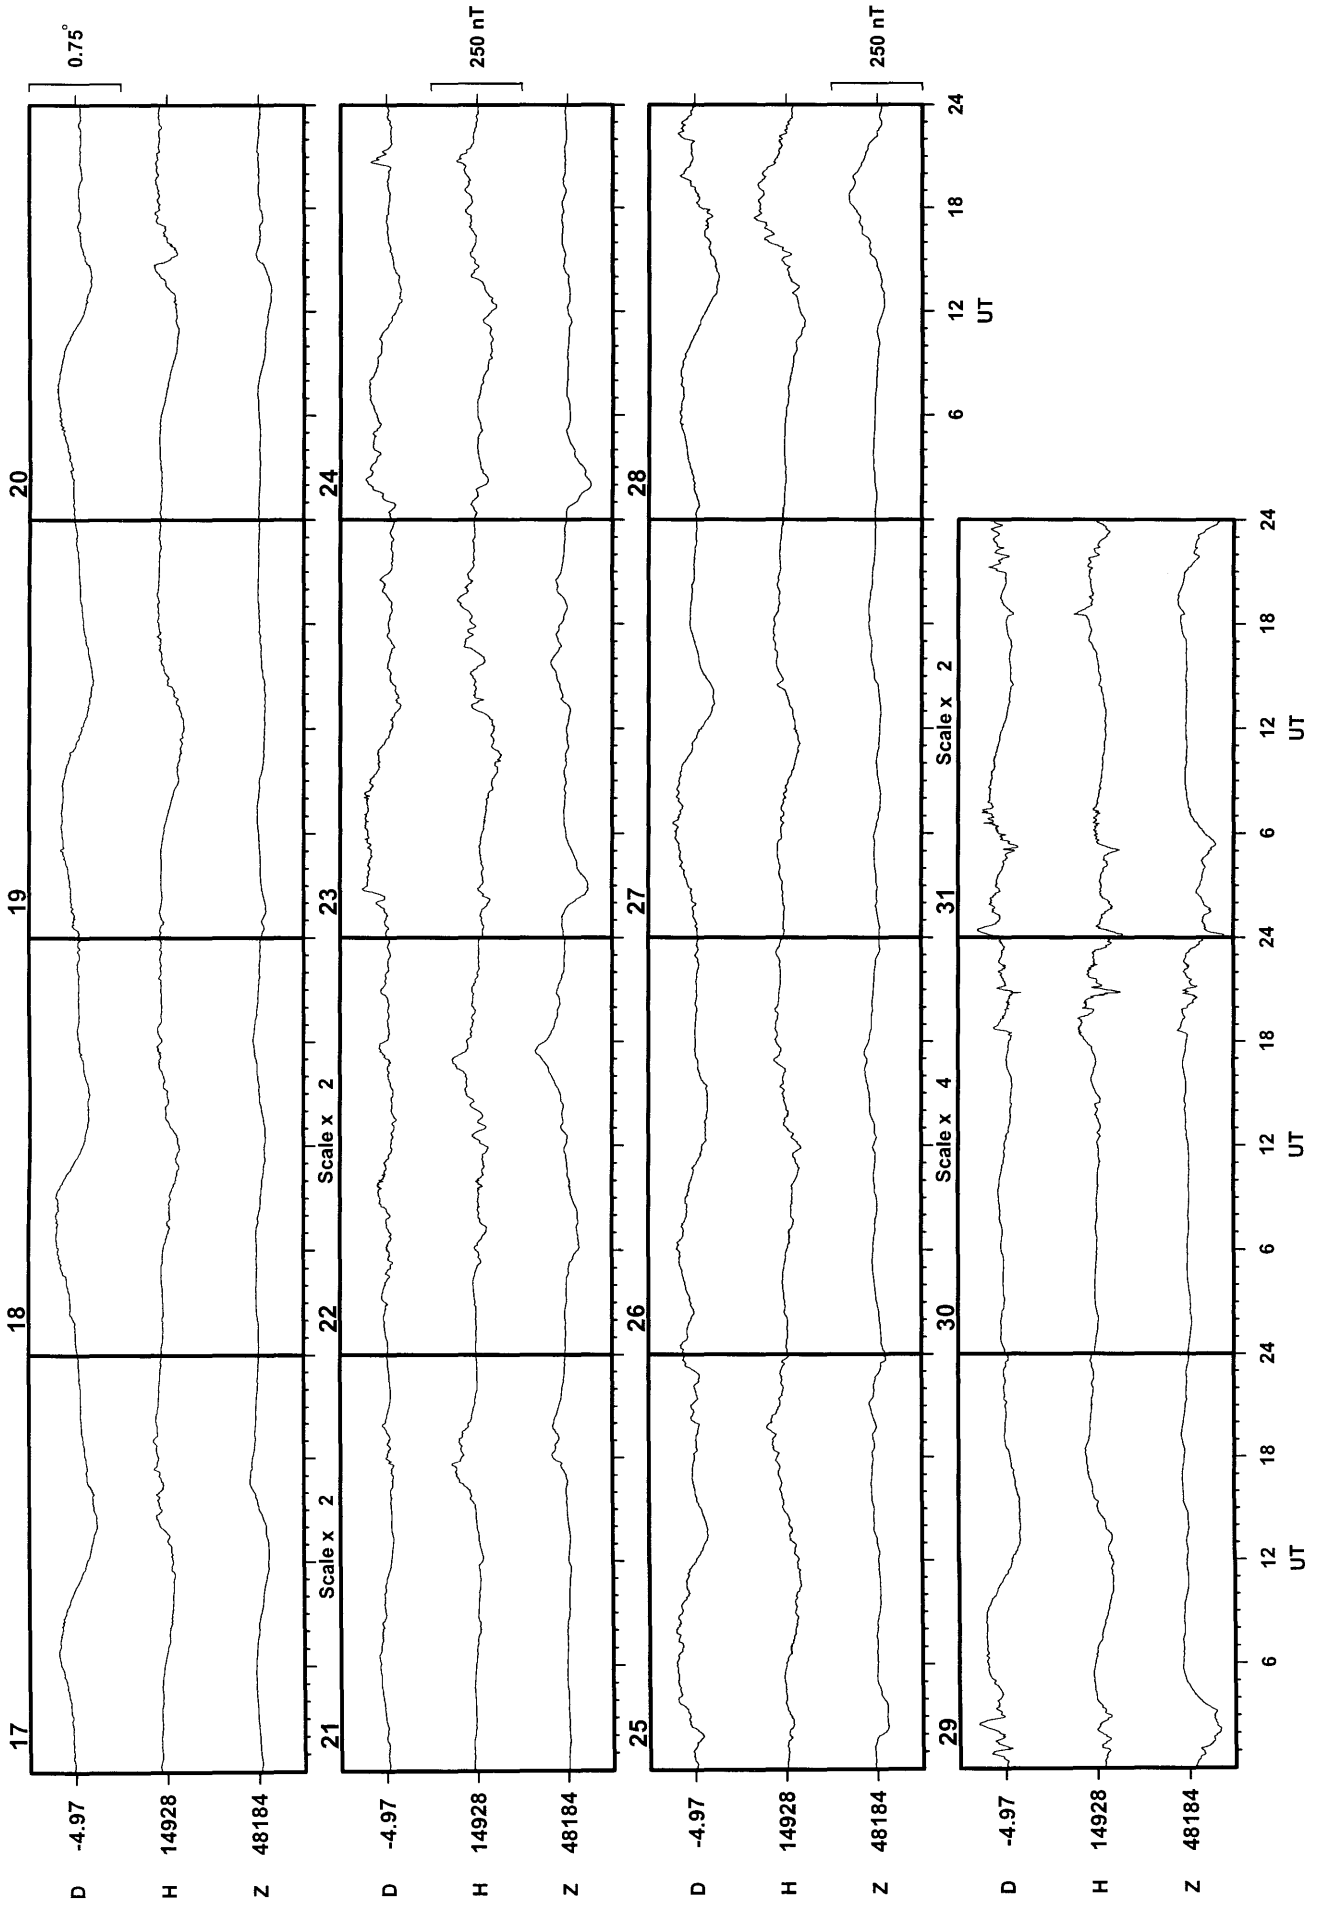 17 18 19 20
D -4.97 0.75°
H 14928
Z 48184
21 Scale x 2 22 Scale x 2 23 24
D -4.97
H 14928 250 nT
Z 48184
25 26 27 28
D -4.97
H 14928
Z 48184 250 nT
6 12 18 24
UT
29 30 Scale x 4 31 Scale x 2
D -4.97
H 14928
Z 48184
6 12 18 24 6 12 18 24 6 12 18 24
UT UT UT